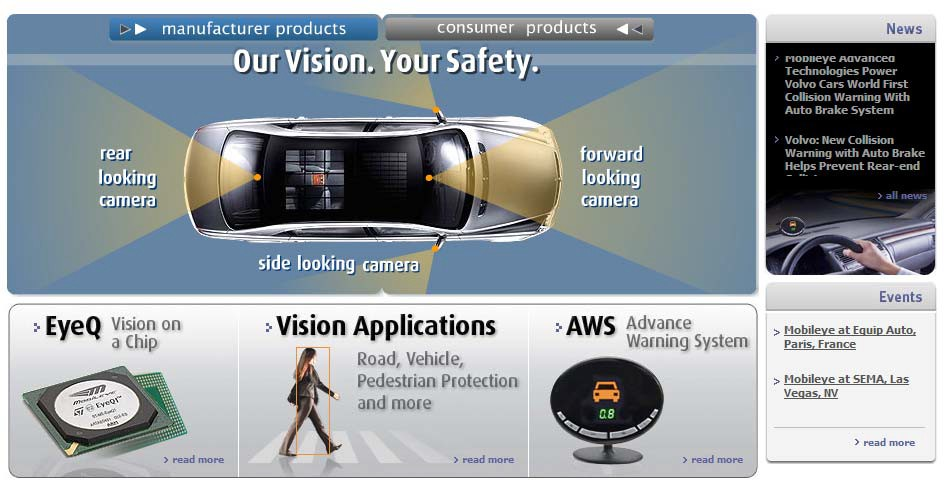 manufacturer products
consumer products
Our Vision. Your Safety.
rear
looking
camera
forward
looking
camera
side looking camera
News
Mobileye Advanced
Technologies Power
Volvo Cars World First
Collision Warning With
Auto Brake System
Volvo: New Collision
Warning with Auto Brake
Helps Prevent Rear-end
all news
Events
Mobileye at Equip Auto,
Paris, France
Mobileye at SEMA, Las
Vegas, NV
read more
EyeQ Vision on
a Chip
MOBILEYE
EyeQ1
ARM
read more
Vision Applications
Road, Vehicle,
Pedestrian Protection
and more
read more
AWS Advance
Warning System
0.8
read more